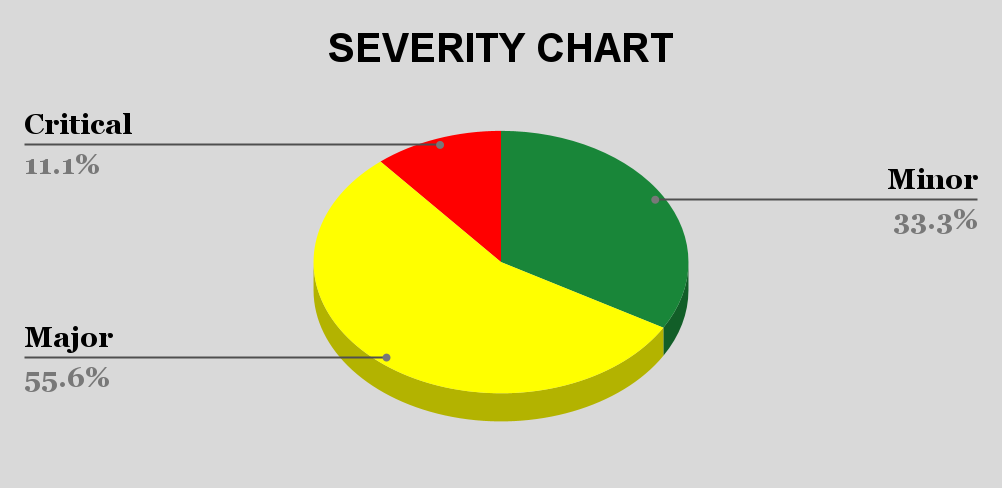 SEVERITY CHART
Critical
11.1%
Minor
33.3%
Major
55.6%